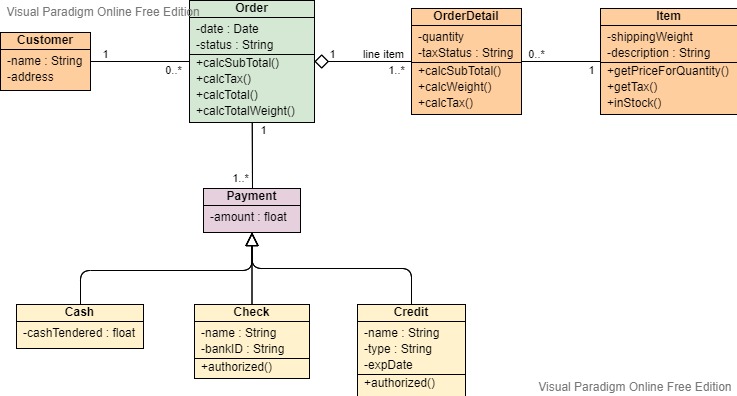 Visual Paradigm Online Free Edition
Customer
-name : String
-address
1
0..*
Order
-date : Date
-status : String
+calcSubTotal()
+calcTax()
+calcTotal()
+calcTotalWeight()
1
line item
1..*
OrderDetail
-quantity
-taxStatus : String
+calcSubTotal()
+calcWeight()
+calcTax()
0..*
1
Item
-shippingWeight
-description : String
+getPriceForQuantity()
+getTax()
+inStock()
1
1..*
Payment
-amount : float
Cash
-cashTendered : float
Check
-name : String
-bankID : String
+authorized()
Credit
-name : String
-type : String
-expDate
+authorized()
Visual Paradigm Online Free Edition